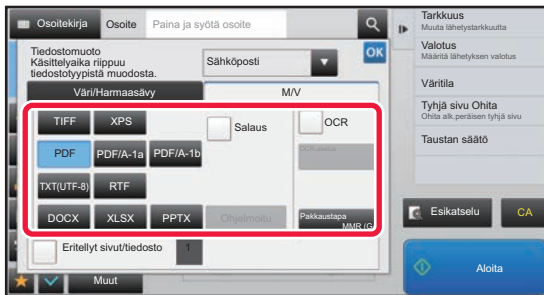 Osoitekirja
Osoite
Paina ja syötä osoite
Tiedostomuoto
Käsittelyaika riippuu
tiedostotyypistä muodosta.
Sähköposti
OK
Väri/Harmaasävy
M/V
TIFF
XPS
Salaus
OCR
PDF
PDF/A-1a
PDF/A-1b
TXT(UTF-8)
RTF
DOCX
XLSX
PPTX
Ohjelmoitu
Pakkaustapa
MMR (G
Eritellyt sivut/tiedosto
1
Muut
Tarkkuus
Muuta lähetystarkkuutta
Valotus
Määritä lähetyksen valotus
Väritila
Tyhjä sivu Ohita
Ohita alk.peräisen tyhjä sivu
Taustan säätö
Esikatselu
CA
Aloita